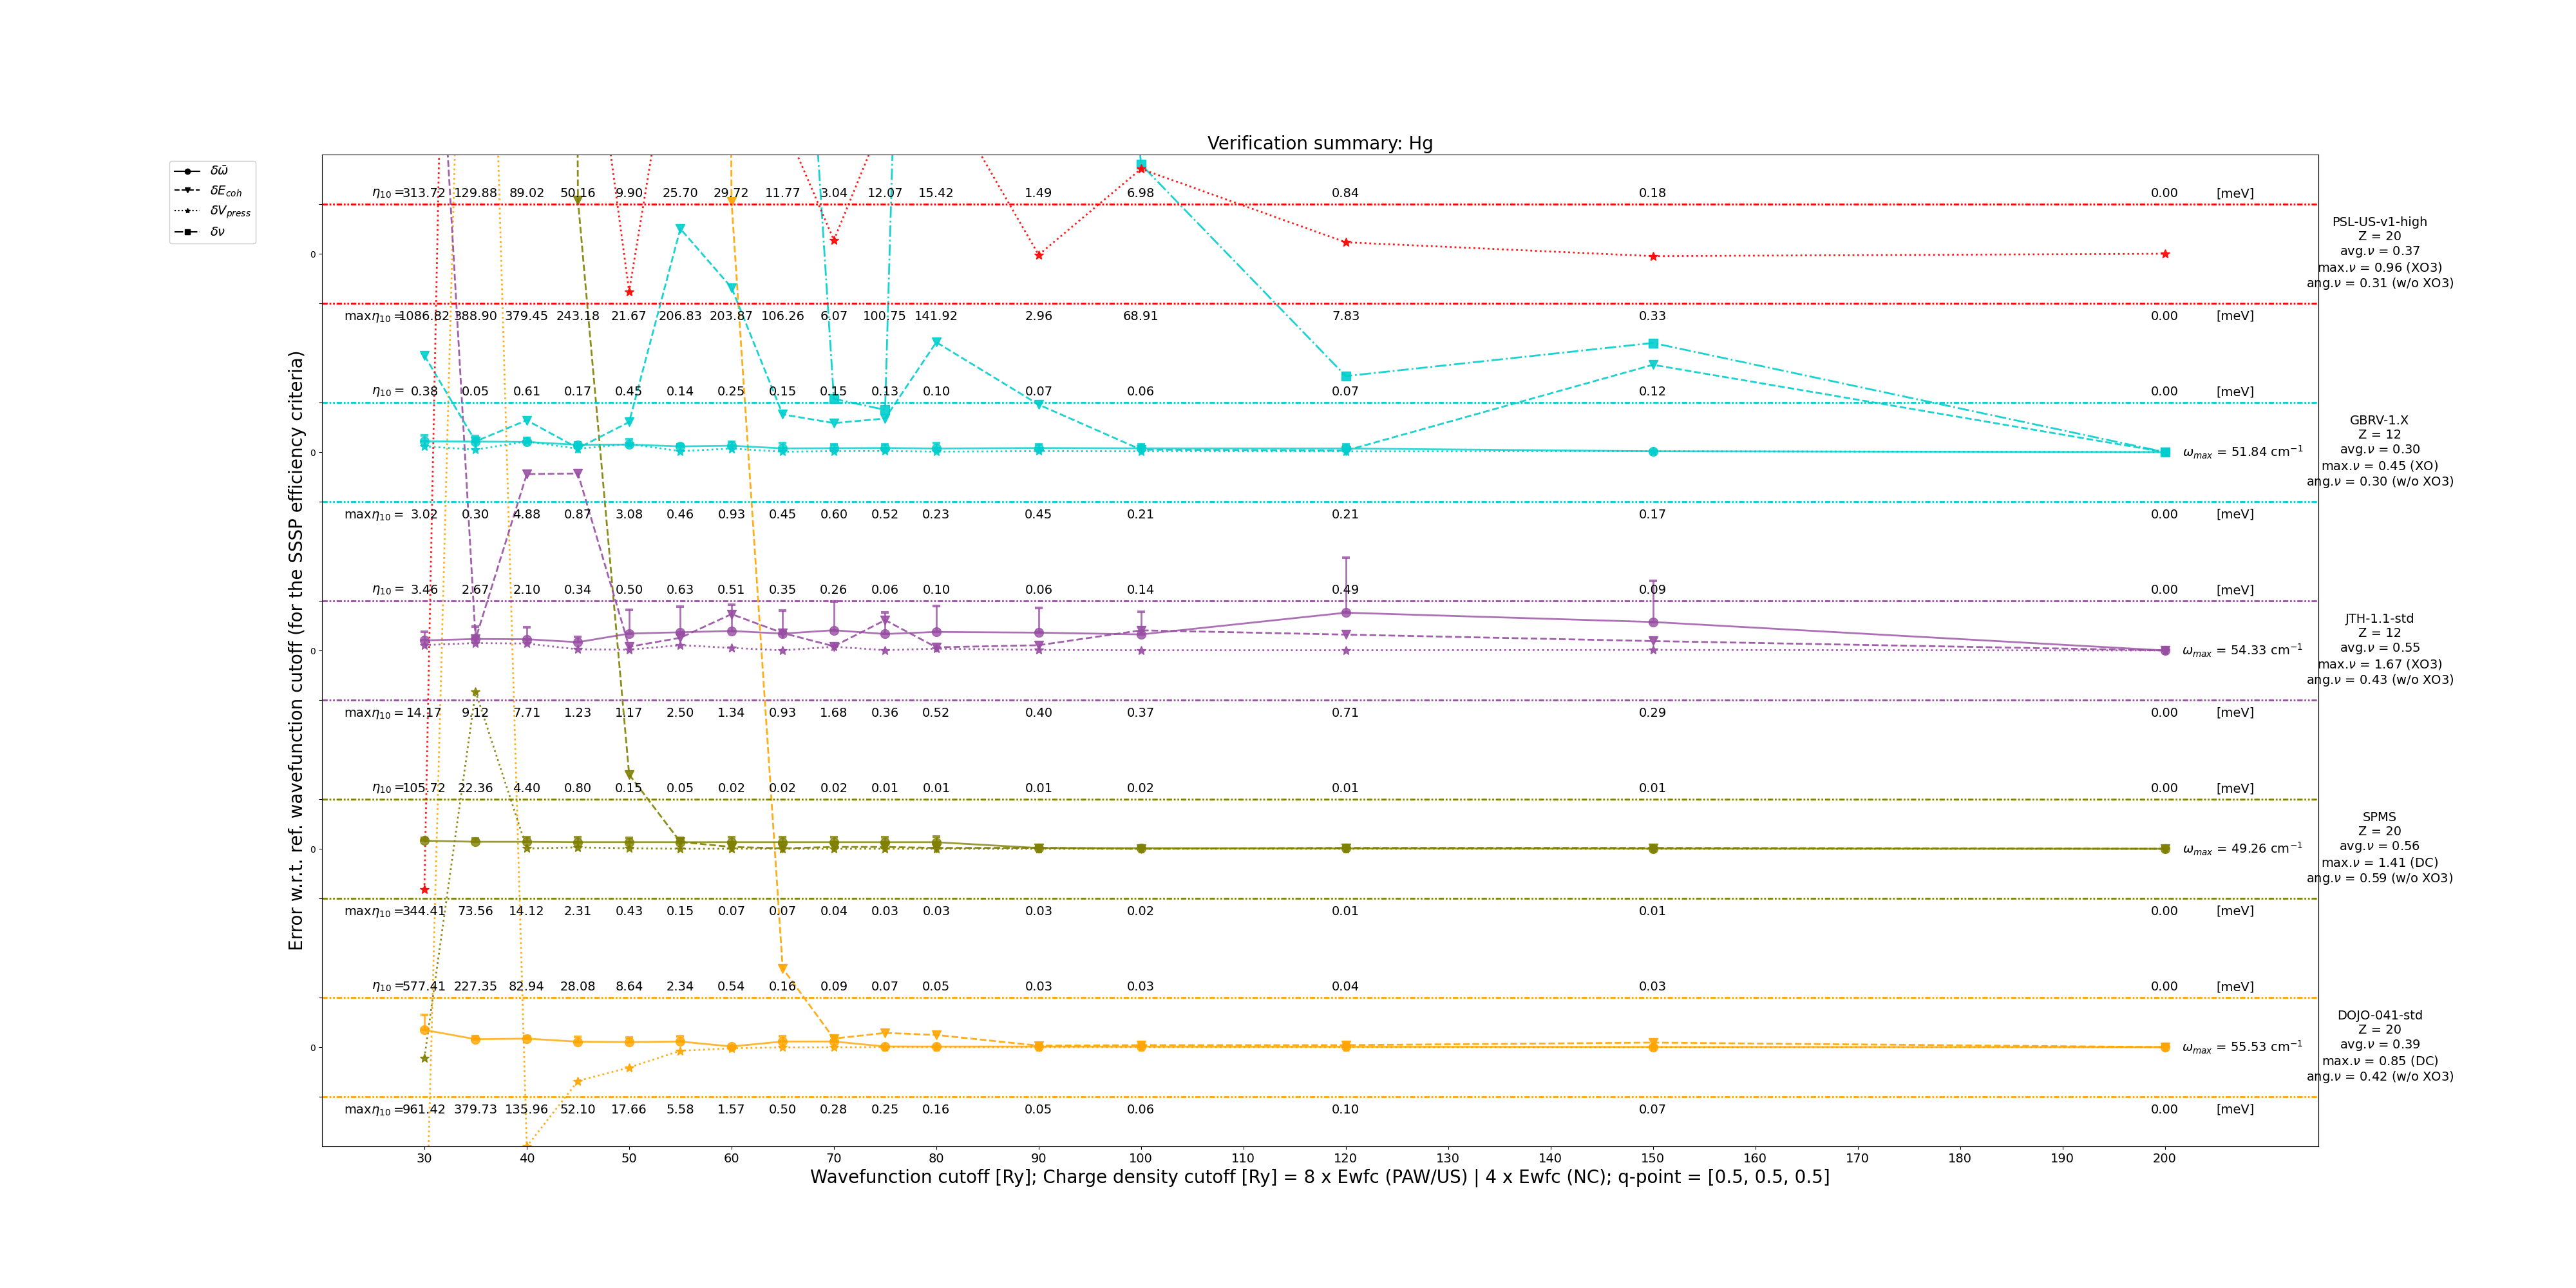 Verification summary: Hg
δω̄
δE_coh
δV_press
δν
Error w.r.t. ref. wavefunction cutoff (for the SSSP efficiency criteria)
η₁₀ = 313.72 129.88 89.02 50.16 9.90 25.70 29.72 11.77 3.04 12.07 15.42 1.49 6.98 0.84 0.18 0.00 [meV]
0
maxη₁₀ = 1086.82 388.90 379.45 243.18 21.67 206.83 203.87 106.26 6.07 100.75 141.92 2.96 68.91 7.83 0.33 0.00 [meV]
PSL-US-v1-high
Z = 20
avg.ν = 0.37
max.ν = 0.96 (XO3)
ang.ν = 0.31 (w/o XO3)
η₁₀ = 0.38 0.05 0.61 0.17 0.45 0.14 0.25 0.15 0.15 0.13 0.10 0.07 0.06 0.07 0.12 0.00 [meV]
0
ω_max = 51.84 cm⁻¹
maxη₁₀ = 3.02 0.30 4.88 0.87 3.08 0.46 0.93 0.45 0.60 0.52 0.23 0.45 0.21 0.21 0.17 0.00 [meV]
GBRV-1.X
Z = 12
avg.ν = 0.30
max.ν = 0.45 (XO)
ang.ν = 0.30 (w/o XO3)
η₁₀ = 3.46 2.67 2.10 0.34 0.50 0.63 0.51 0.35 0.26 0.06 0.10 0.06 0.14 0.49 0.09 0.00 [meV]
0
ω_max = 54.33 cm⁻¹
maxη₁₀ = 14.17 9.12 7.71 1.23 1.17 2.50 1.34 0.93 1.68 0.36 0.52 0.40 0.37 0.71 0.29 0.00 [meV]
JTH-1.1-std
Z = 12
avg.ν = 0.55
max.ν = 1.67 (XO3)
ang.ν = 0.43 (w/o XO3)
η₁₀ = 105.72 22.36 4.40 0.80 0.15 0.05 0.02 0.02 0.02 0.01 0.01 0.01 0.02 0.01 0.01 0.00 [meV]
0
ω_max = 49.26 cm⁻¹
maxη₁₀ = 344.41 73.56 14.12 2.31 0.43 0.15 0.07 0.07 0.04 0.03 0.03 0.03 0.02 0.01 0.01 0.00 [meV]
SPMS
Z = 20
avg.ν = 0.56
max.ν = 1.41 (DC)
ang.ν = 0.59 (w/o XO3)
η₁₀ = 577.41 227.35 82.94 28.08 8.64 2.34 0.54 0.16 0.09 0.07 0.05 0.03 0.03 0.04 0.03 0.00 [meV]
0
ω_max = 55.53 cm⁻¹
maxη₁₀ = 961.42 379.73 135.96 52.10 17.66 5.58 1.57 0.50 0.28 0.25 0.16 0.05 0.06 0.10 0.07 0.00 [meV]
DOJO-041-std
Z = 20
avg.ν = 0.39
max.ν = 0.85 (DC)
ang.ν = 0.42 (w/o XO3)
30 40 50 60 70 80 90 100 110 120 130 140 150 160 170 180 190 200
Wavefunction cutoff [Ry]; Charge density cutoff [Ry] = 8 x Ewfc (PAW/US) | 4 x Ewfc (NC); q-point = [0.5, 0.5, 0.5]